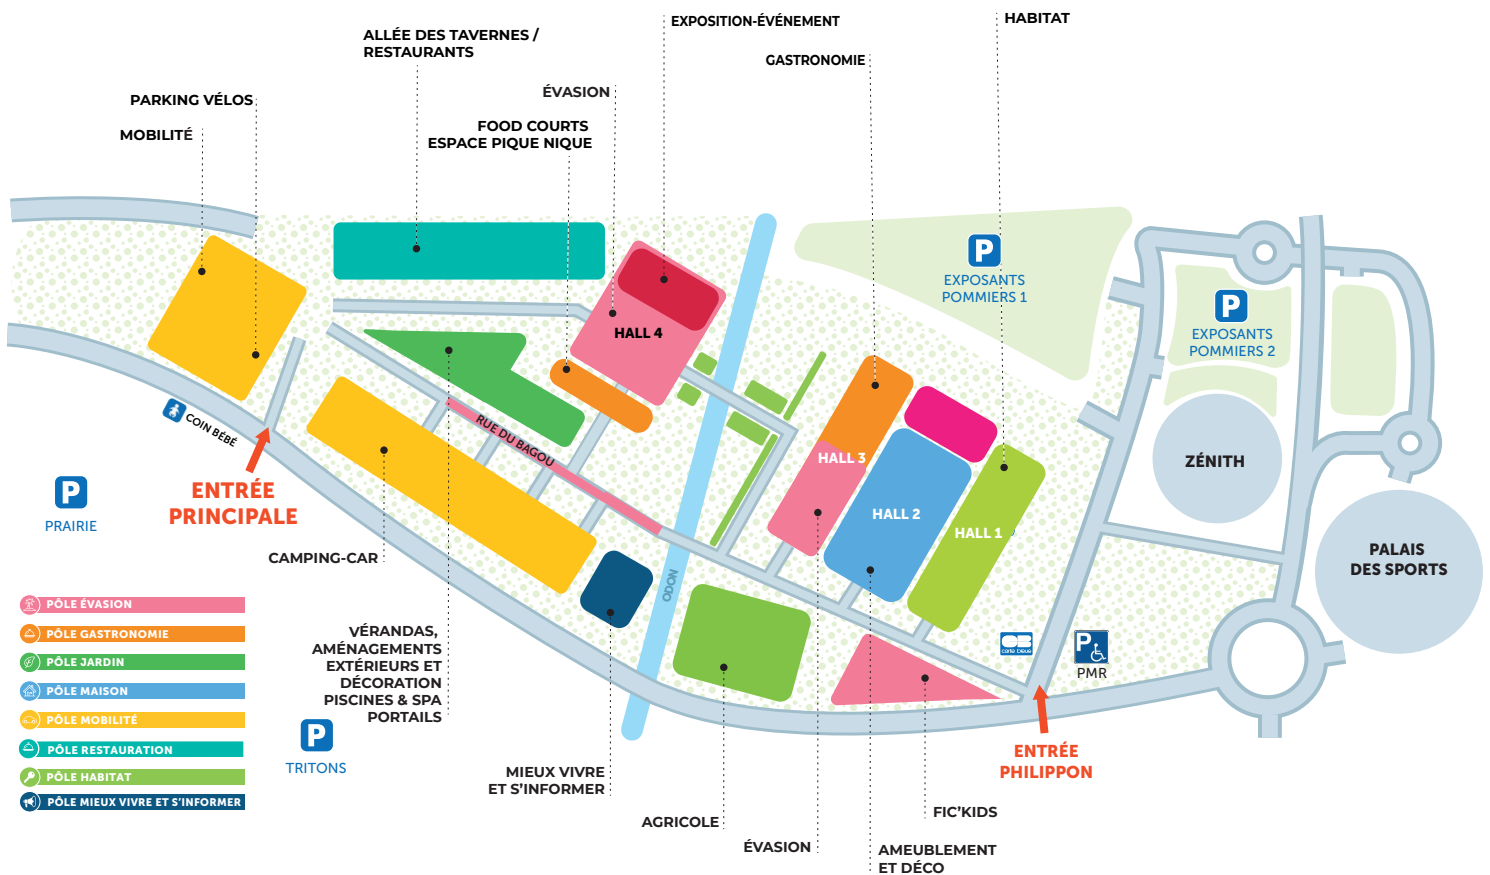 EXPOSITION-ÉVÉNEMENT
HABITAT
ALLÉE DES TAVERNES /
RESTAURANTS
GASTRONOMIE
ÉVASION
PARKING VÉLOS
FOOD COURTS
ESPACE PIQUE NIQUE
MOBILITÉ
P
EXPOSANTS
POMMIERS 1
P
EXPOSANTS
POMMIERS 2
HALL 4
COIN BÉBÉ
RUE DU BAGOU
HALL 3
HALL 2
HALL 1
ZÉNITH
P
PRAIRIE
ENTRÉE
PRINCIPALE
CAMPING-CAR
ODON
PALAIS
DES SPORTS
PÔLE ÉVASION
PÔLE GASTRONOMIE
PÔLE JARDIN
PÔLE MAISON
PÔLE MOBILITÉ
PÔLE RESTAURATION
PÔLE HABITAT
PÔLE MIEUX VIVRE ET S'INFORMER
VÉRANDAS,
AMÉNAGEMENTS
EXTÉRIEURS ET
DÉCORATION
PISCINES & SPA
PORTAILS
CB
carte bleue
P
PMR
P
TRITONS
ENTRÉE
PHILIPPON
MIEUX VIVRE
ET S'INFORMER
AGRICOLE
FIC'KIDS
ÉVASION
AMEUBLEMENT
ET DÉCO